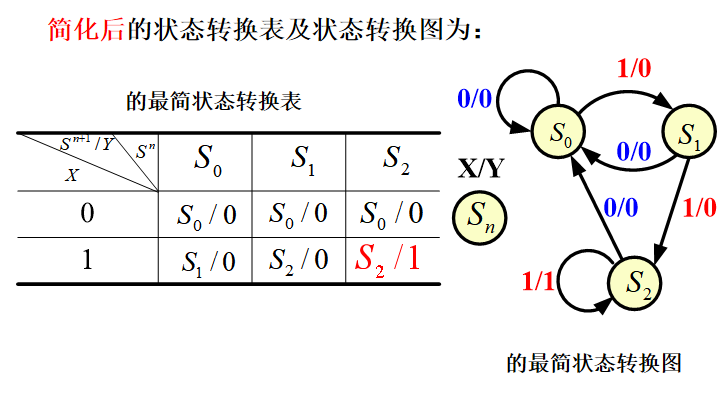 简化后的状态转换表及状态转换图为：
的最简状态转换表
Sⁿ⁺¹/Y Sⁿ
X
S₀ S₁ S₂
0 S₀/0 S₀/0 S₀/0
1 S₁/0 S₂/0 S₂/1
X/Y
Sₙ
0/0
1/0
S₀
S₁
0/0
0/0
1/0
1/1
S₂
的最简状态转换图